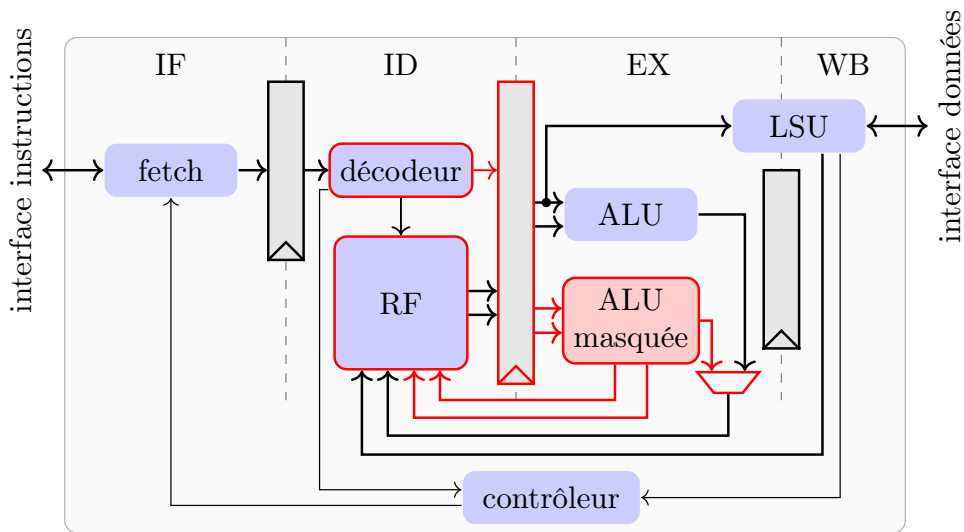 IF
ID
EX
WB
interface instructions
interface données
fetch
décodeur
LSU
ALU
RF
ALU
masquée
contrôleur